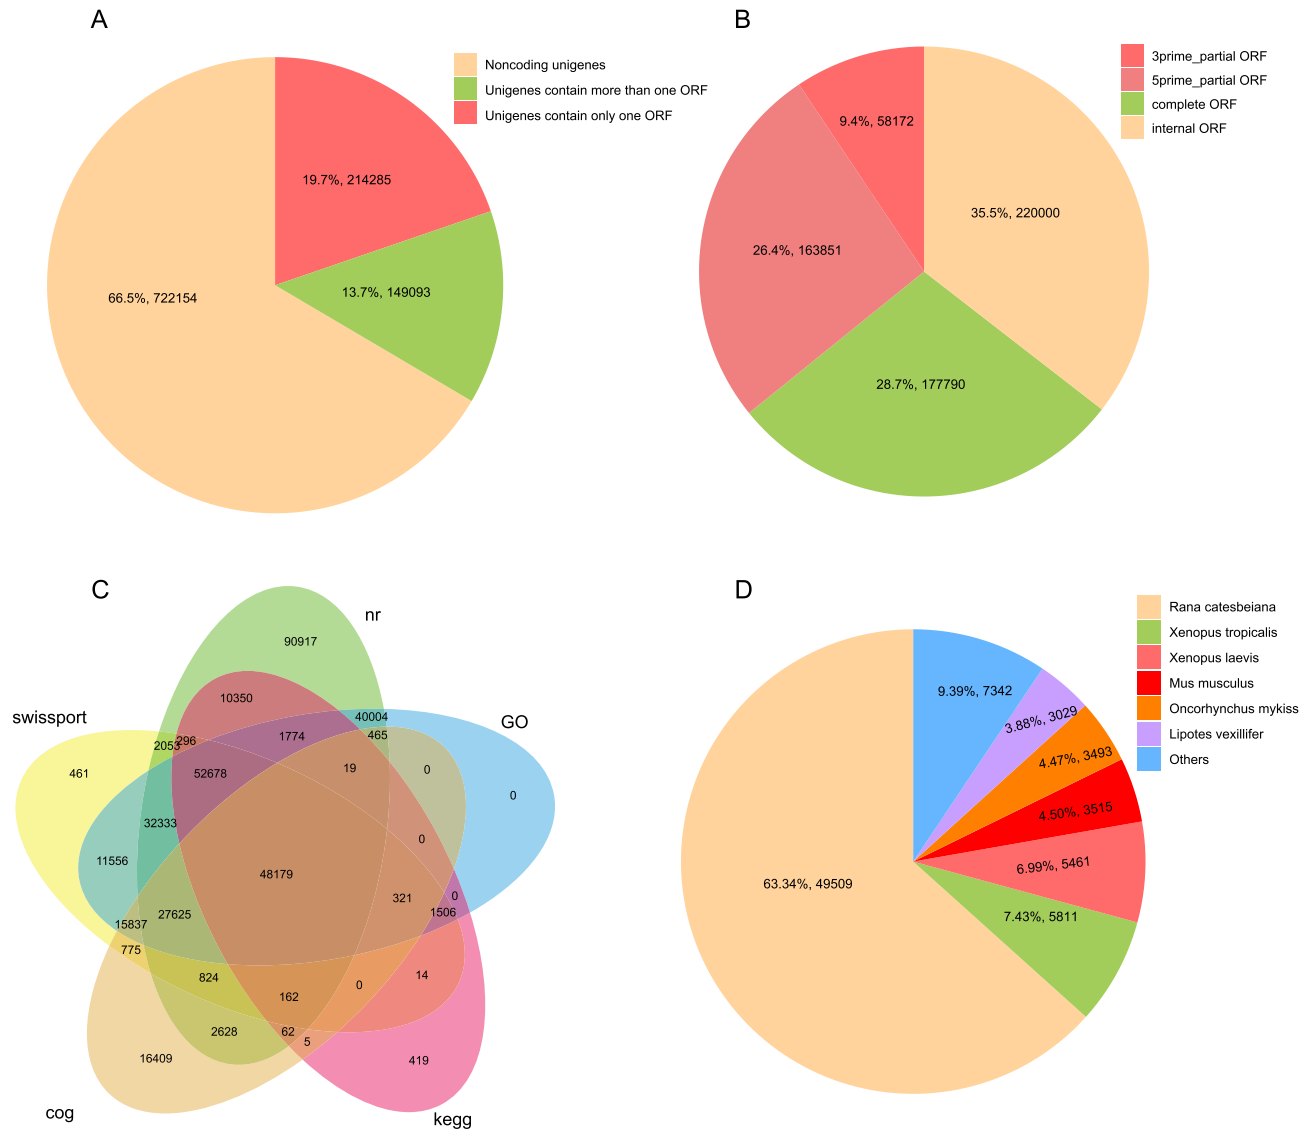 A
Noncoding unigenes
Unigenes contain more than one ORF
Unigenes contain only one ORF
19.7%, 214285
13.7%, 149093
66.5%, 722154
B
3prime_partial ORF
5prime_partial ORF
complete ORF
internal ORF
9.4%, 58172
35.5%, 220000
26.4%, 163851
28.7%, 177790
C
nr
90917
10350
swissport
40004
GO
2053
296
1774
465
461
52678
19
0
0
32333
0
11556
48179
321
0
27625
1506
15837
775
824
14
0
162
2628
62
5
16409
419
cog
kegg
D
Rana catesbeiana
Xenopus tropicalis
Xenopus laevis
Mus musculus
Oncorhynchus mykiss
Lipotes vexillifer
Others
9.39%, 7342
3.88%, 3029
4.47%, 3493
4.50%, 3515
6.99%, 5461
63.34%, 49509
7.43%, 5811